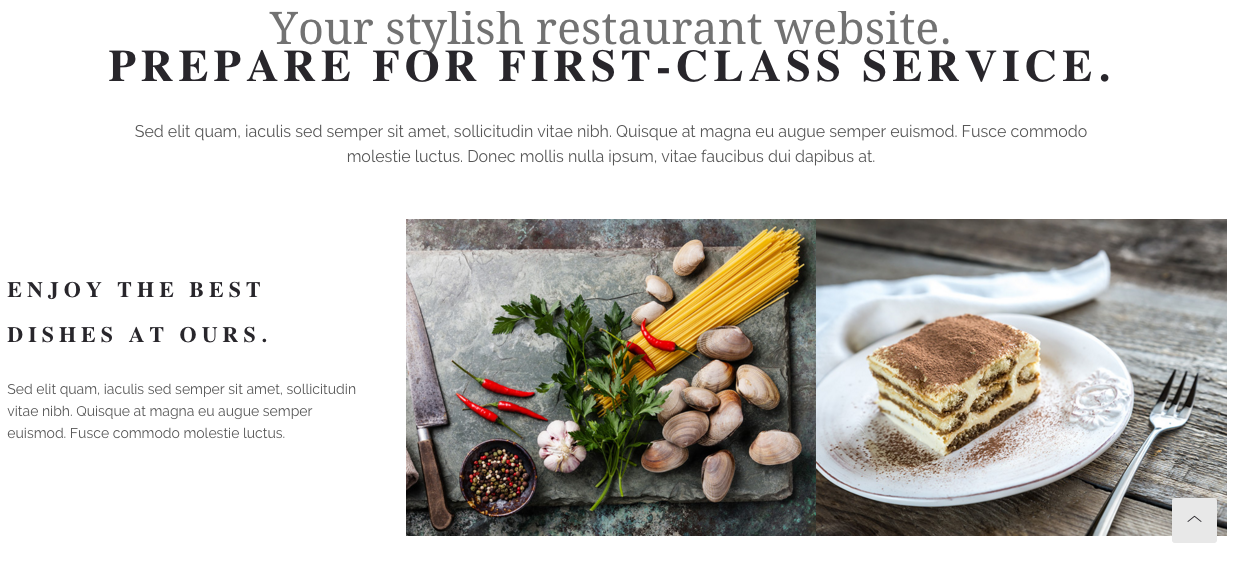 Your stylish restaurant website.
PREPARE FOR FIRST-CLASS SERVICE.
Sed elit quam, iaculis sed semper sit amet, sollicitudin vitae nibh. Quisque at magna eu augue semper euismod. Fusce commodo
molestie luctus. Donec mollis nulla ipsum, vitae faucibus dui dapibus at.
ENJOY THE BEST
DISHES AT OURS.
Sed elit quam, iaculis sed semper sit amet, sollicitudin
vitae nibh. Quisque at magna eu augue semper
euismod. Fusce commodo molestie luctus.